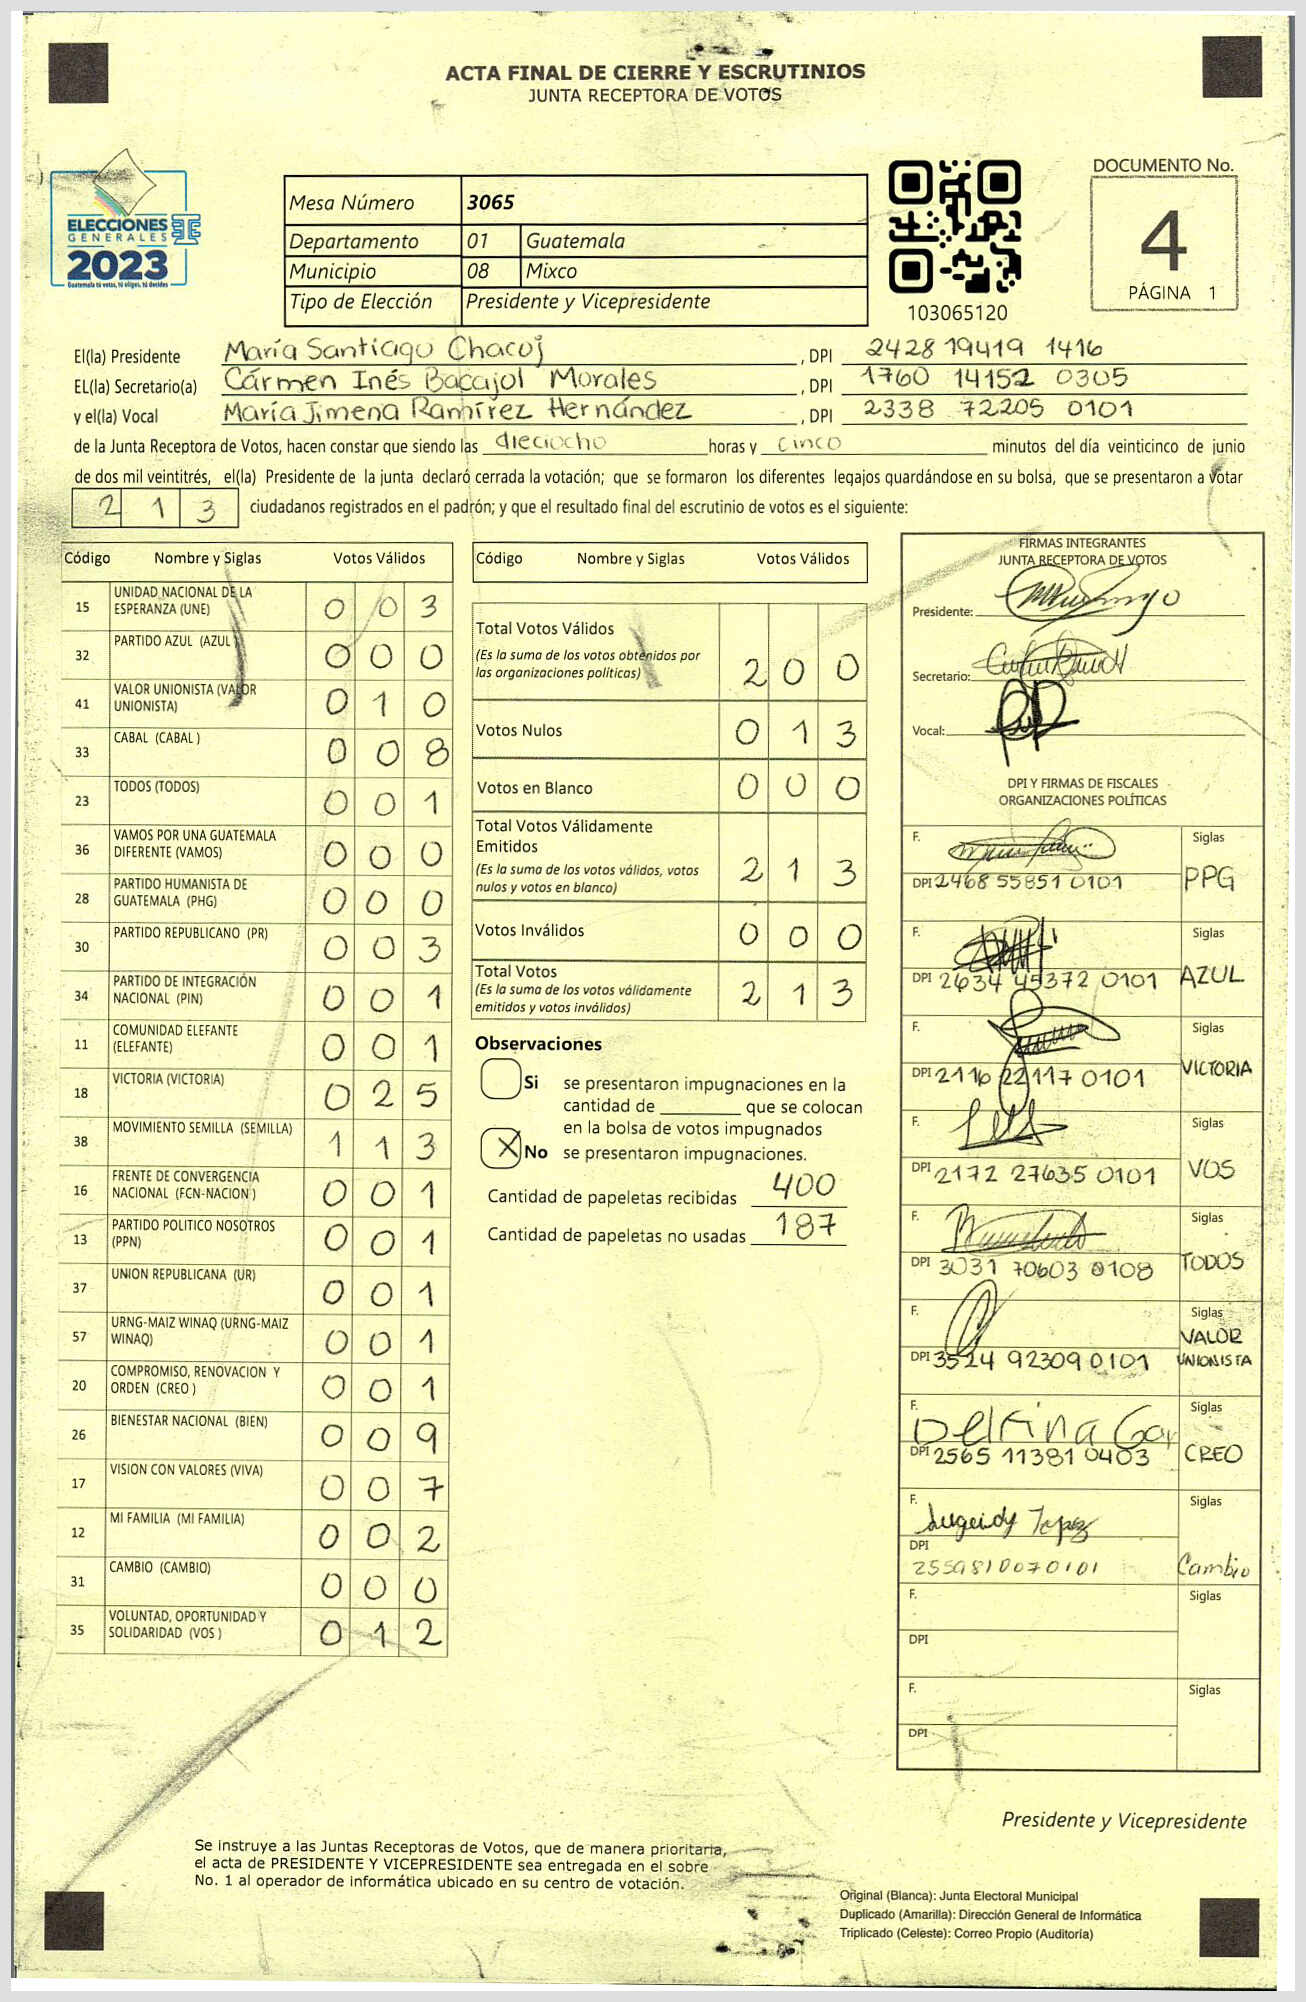 ACTA FINAL DE CIERRE Y ESCRUTINIOS
JUNTA RECEPTORA DE VOTOS
ELECCIONES
GENERALES
2023
Guatemala tú votas, tú eliges, tú decides
Mesa Número 3065
Departamento 01 Guatemala
Municipio 08 Mixco
Tipo de Elección Presidente y Vicepresidente
103065120
DOCUMENTO No.
4
PÁGINA 1
El(la) Presidente María Santiago Chacoj, DPI 2428 19419 1416
EL(la) Secretario(a) Cármen Inés Bacajol Morales, DPI 1760 14152 0305
y el(la) Vocal María Jimena Ramírez Hernández, DPI 2338 72205 0101
de la Junta Receptora de Votos, hacen constar que siendo las dieciocho horas y cinco minutos del día veinticinco de junio
de dos mil veintitrés, el(la) Presidente de la junta declaró cerrada la votación; que se formaron los diferentes legajos guardándose en su bolsa, que se presentaron a votar
213 ciudadanos registrados en el padrón; y que el resultado final del escrutinio de votos es el siguiente:
Código Nombre y Siglas Votos Válidos
15 UNIDAD NACIONAL DE LA ESPERANZA (UNE) 0 0 3
32 PARTIDO AZUL (AZUL) 0 0 0
41 VALOR UNIONISTA (VALOR UNIONISTA) 0 1 0
33 CABAL (CABAL ) 0 0 8
23 TODOS (TODOS) 0 0 1
36 VAMOS POR UNA GUATEMALA DIFERENTE (VAMOS) 0 0 0
28 PARTIDO HUMANISTA DE GUATEMALA (PHG) 0 0 0
30 PARTIDO REPUBLICANO (PR) 0 0 3
34 PARTIDO DE INTEGRACIÓN NACIONAL (PIN) 0 0 1
11 COMUNIDAD ELEFANTE (ELEFANTE) 0 0 1
18 VICTORIA (VICTORIA) 0 2 5
38 MOVIMIENTO SEMILLA (SEMILLA) 1 1 3
16 FRENTE DE CONVERGENCIA NACIONAL (FCN-NACION ) 0 0 1
13 PARTIDO POLITICO NOSOTROS (PPN) 0 0 1
37 UNION REPUBLICANA (UR) 0 0 1
57 URNG-MAIZ WINAQ (URNG-MAIZ WINAQ) 0 0 1
20 COMPROMISO, RENOVACION Y ORDEN (CREO ) 0 0 1
26 BIENESTAR NACIONAL (BIEN) 0 0 9
17 VISION CON VALORES (VIVA) 0 0 7
12 MI FAMILIA (MI FAMILIA) 0 0 2
31 CAMBIO (CAMBIO) 0 0 0
35 VOLUNTAD, OPORTUNIDAD Y SOLIDARIDAD (VOS ) 0 1 2
Código Nombre y Siglas Votos Válidos
Total Votos Válidos
(Es la suma de los votos obtenidos por
las organizaciones políticas) 2 0 0
Votos Nulos 0 1 3
Votos en Blanco 0 0 0
Total Votos Válidamente
Emitidos
(Es la suma de los votos válidos, votos
nulos y votos en blanco) 2 1 3
Votos Inválidos 0 0 0
Total Votos
(Es la suma de los votos válidamente
emitidos y votos inválidos) 2 1 3
Observaciones
Si se presentaron impugnaciones en la
cantidad de ________ que se colocan
en la bolsa de votos impugnados
X No se presentaron impugnaciones.
Cantidad de papeletas recibidas 400
Cantidad de papeletas no usadas 187
FIRMAS INTEGRANTES
JUNTA RECEPTORA DE VOTOS
Presidente:
Secretario:
Vocal:
DPI Y FIRMAS DE FISCALES
ORGANIZACIONES POLÍTICAS
F. Siglas
DPI 2468 55851 0101 PPG
F. Siglas
DPI 2634 45372 0101 AZUL
F. Siglas
DPI 2116 22117 0101 VICTORIA
F. Siglas
DPI 2172 27635 0101 VOS
F. Siglas
DPI 3031 70603 0108 TODOS
F. Siglas
VALOR
DPI 3524 92309 0101 UNIONISTA
F. Delfina Gar Siglas
DPI 2565 11381 0403 CREO
F. Siglas
DPI
2559810070101 Cambio
F. Siglas
DPI
F. Siglas
DPI
Presidente y Vicepresidente
Se instruye a las Juntas Receptoras de Votos, que de manera prioritaria,
el acta de PRESIDENTE Y VICEPRESIDENTE sea entregada en el sobre
No. 1 al operador de informática ubicado en su centro de votación.
Original (Blanca): Junta Electoral Municipal
Duplicado (Amarilla): Dirección General de Informática
Triplicado (Celeste): Correo Propio (Auditoría)